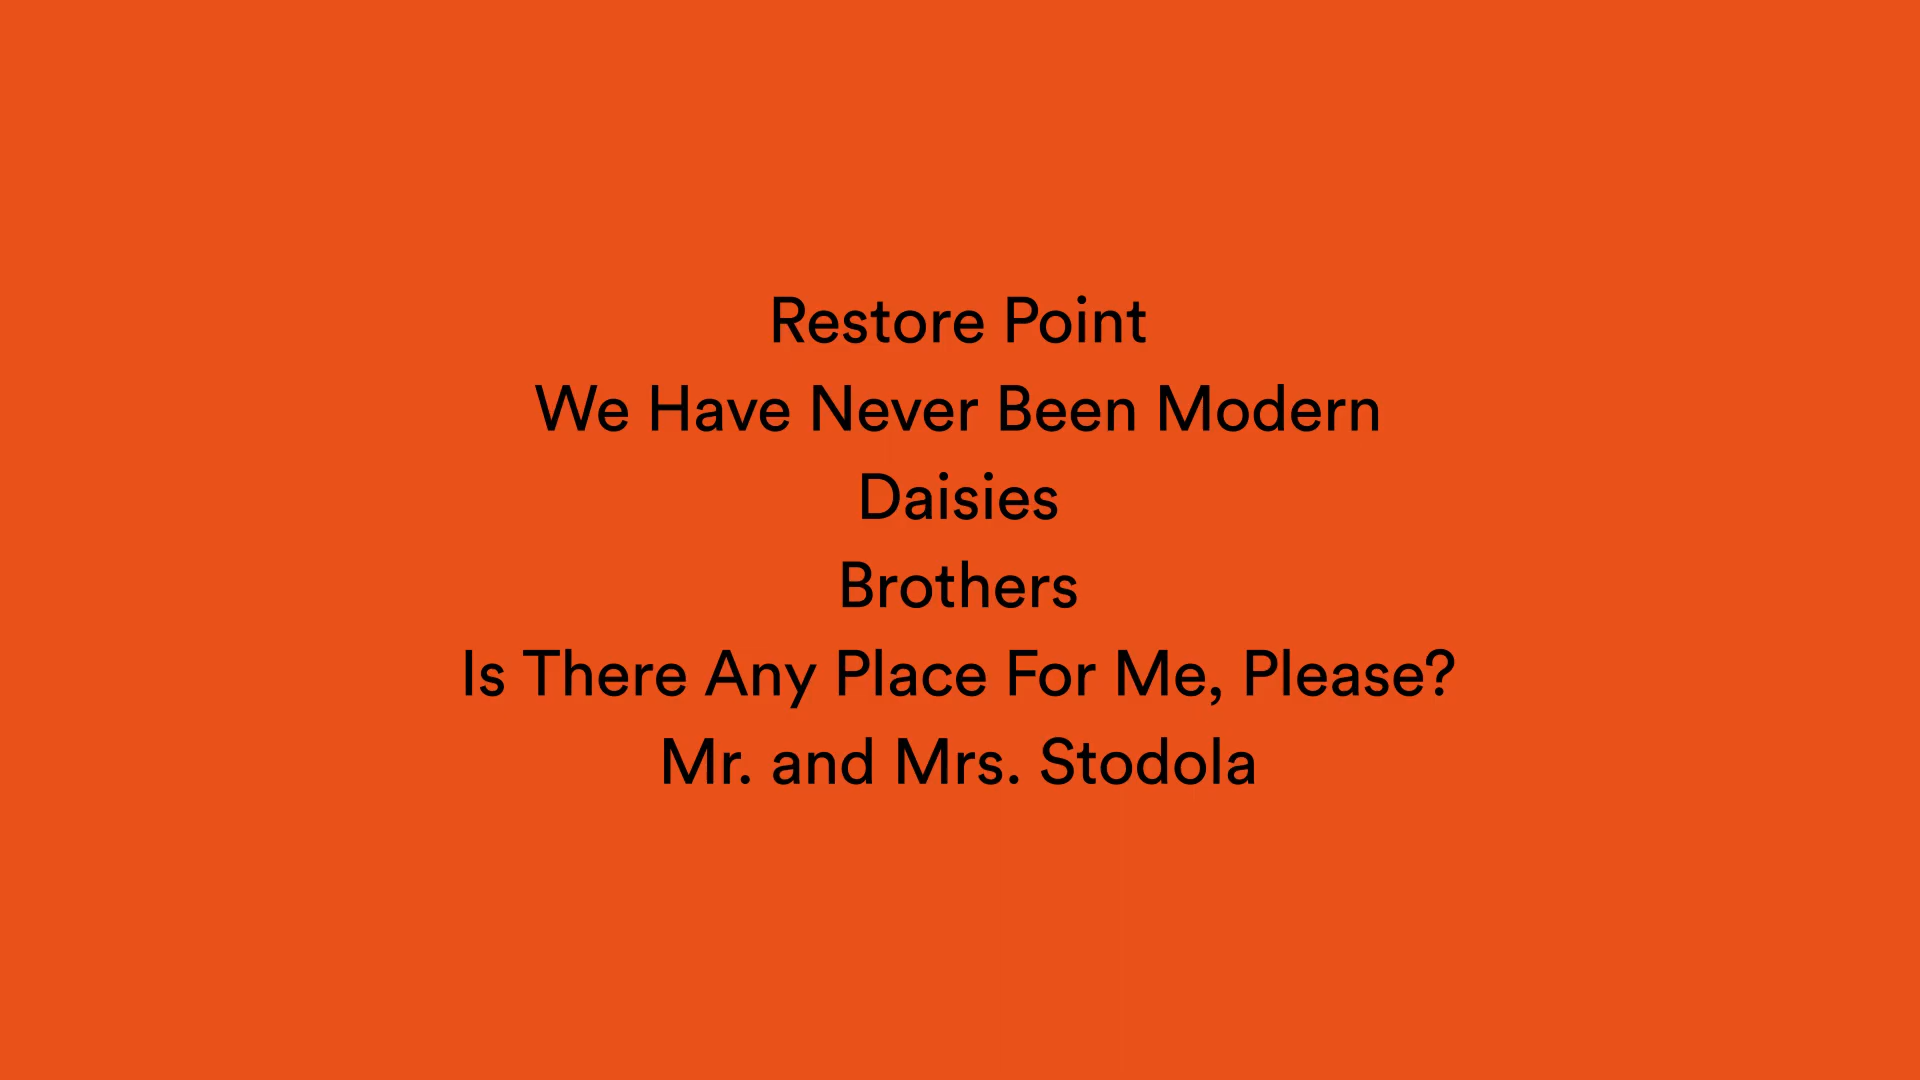 Restore Point
We Have Never Been Modern
Daisies
Brothers
Is There Any Place For Me, Please?
Mr. and Mrs. Stodola